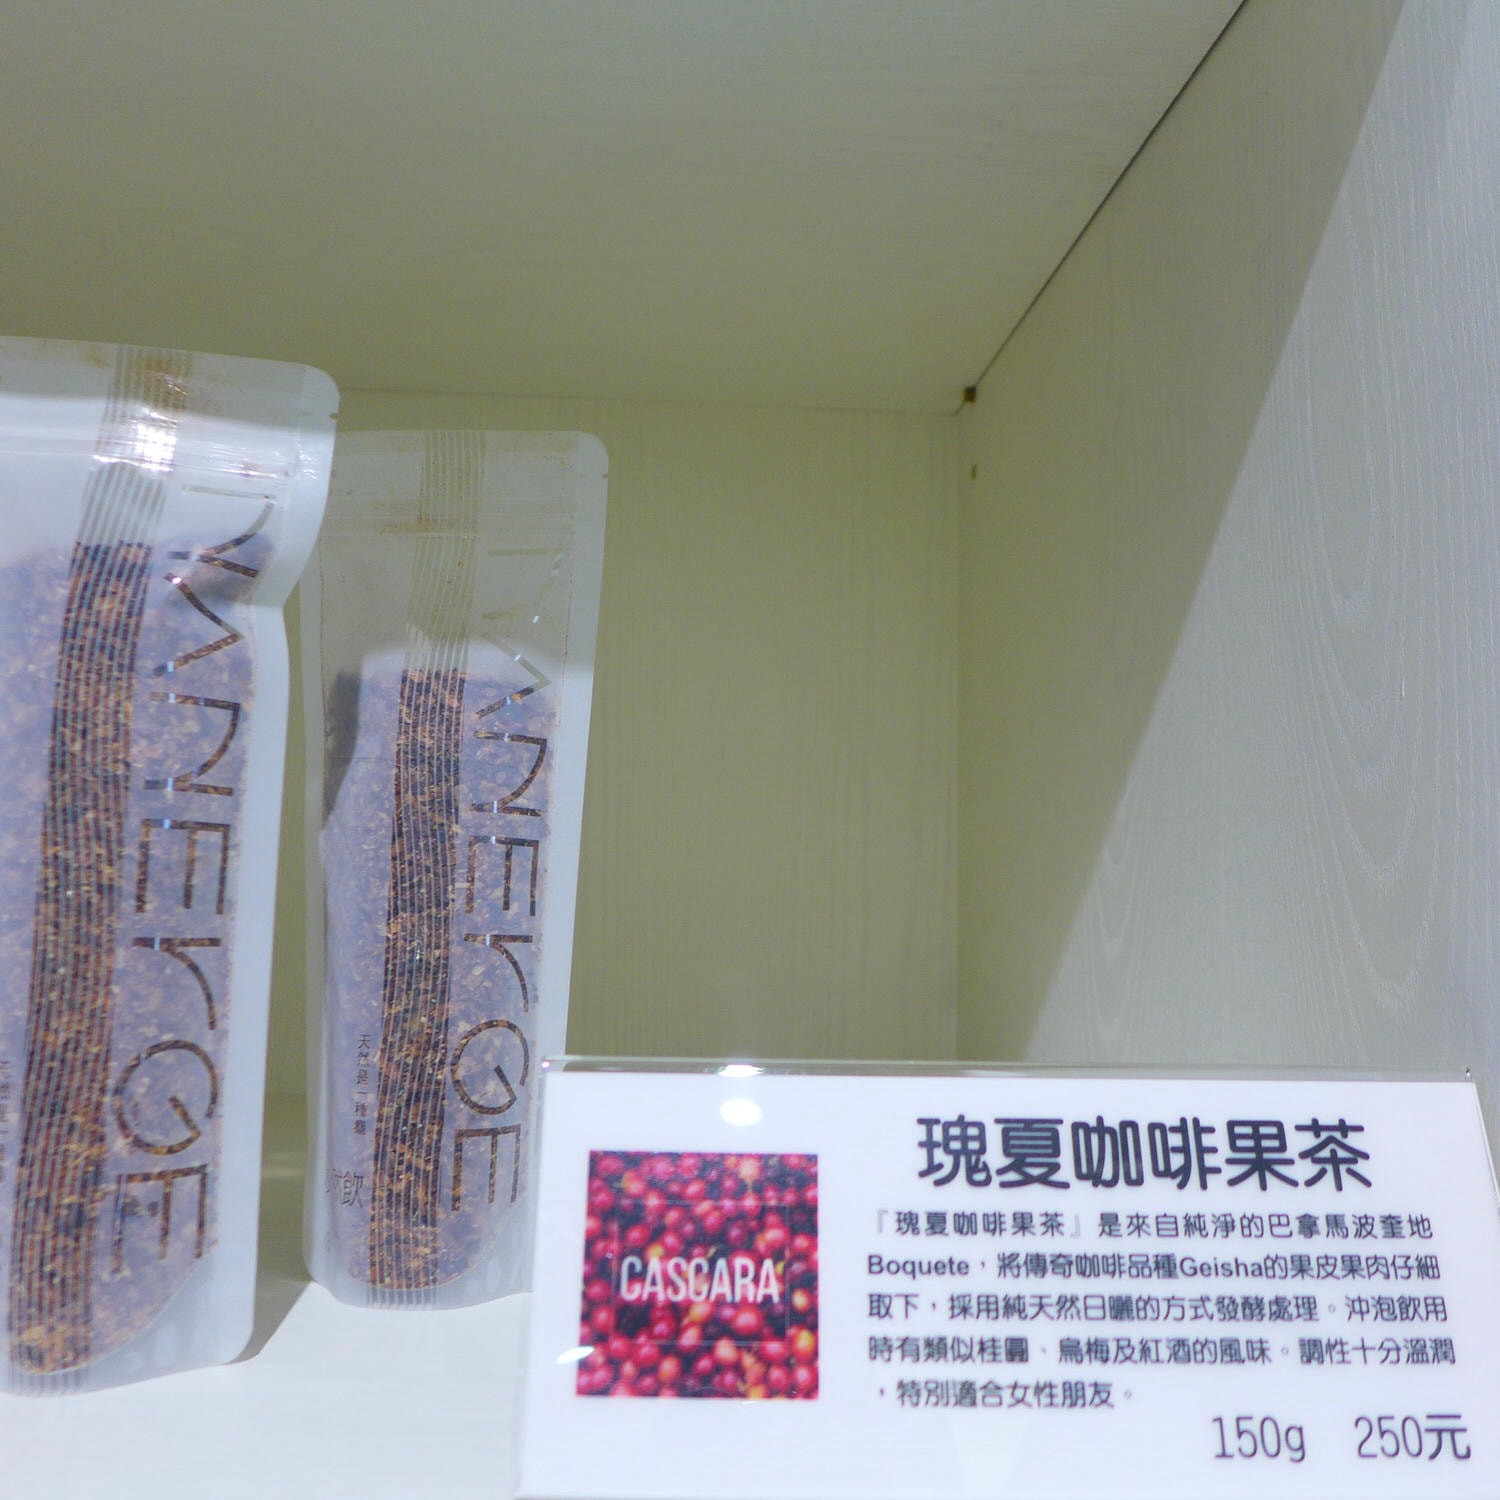 瑰夏咖啡果茶
『瑰夏咖啡果茶』是來自純淨的巴拿馬波奎地
Boquete，將傳奇咖啡品種Geisha的果皮果肉仔細
取下，採用純天然日曬的方式發酵處理。沖泡飲用
時有類似桂圓、烏梅及紅酒的風味。調性十分溫潤
，特別適合女性朋友。
150g 250元
CASCARA
天然是一種癮
飲